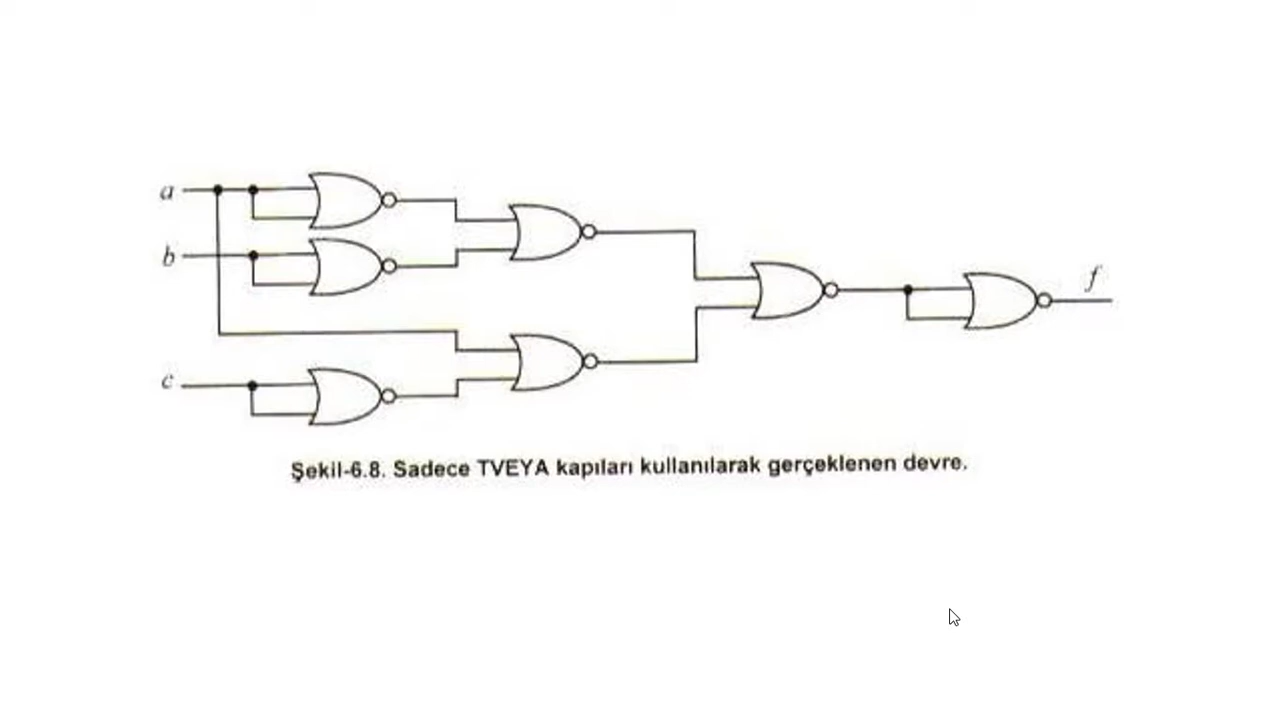 a
b
c
f
Şekil-6.8. Sadece TVEYA kapıları kullanılarak gerçeklenen devre.